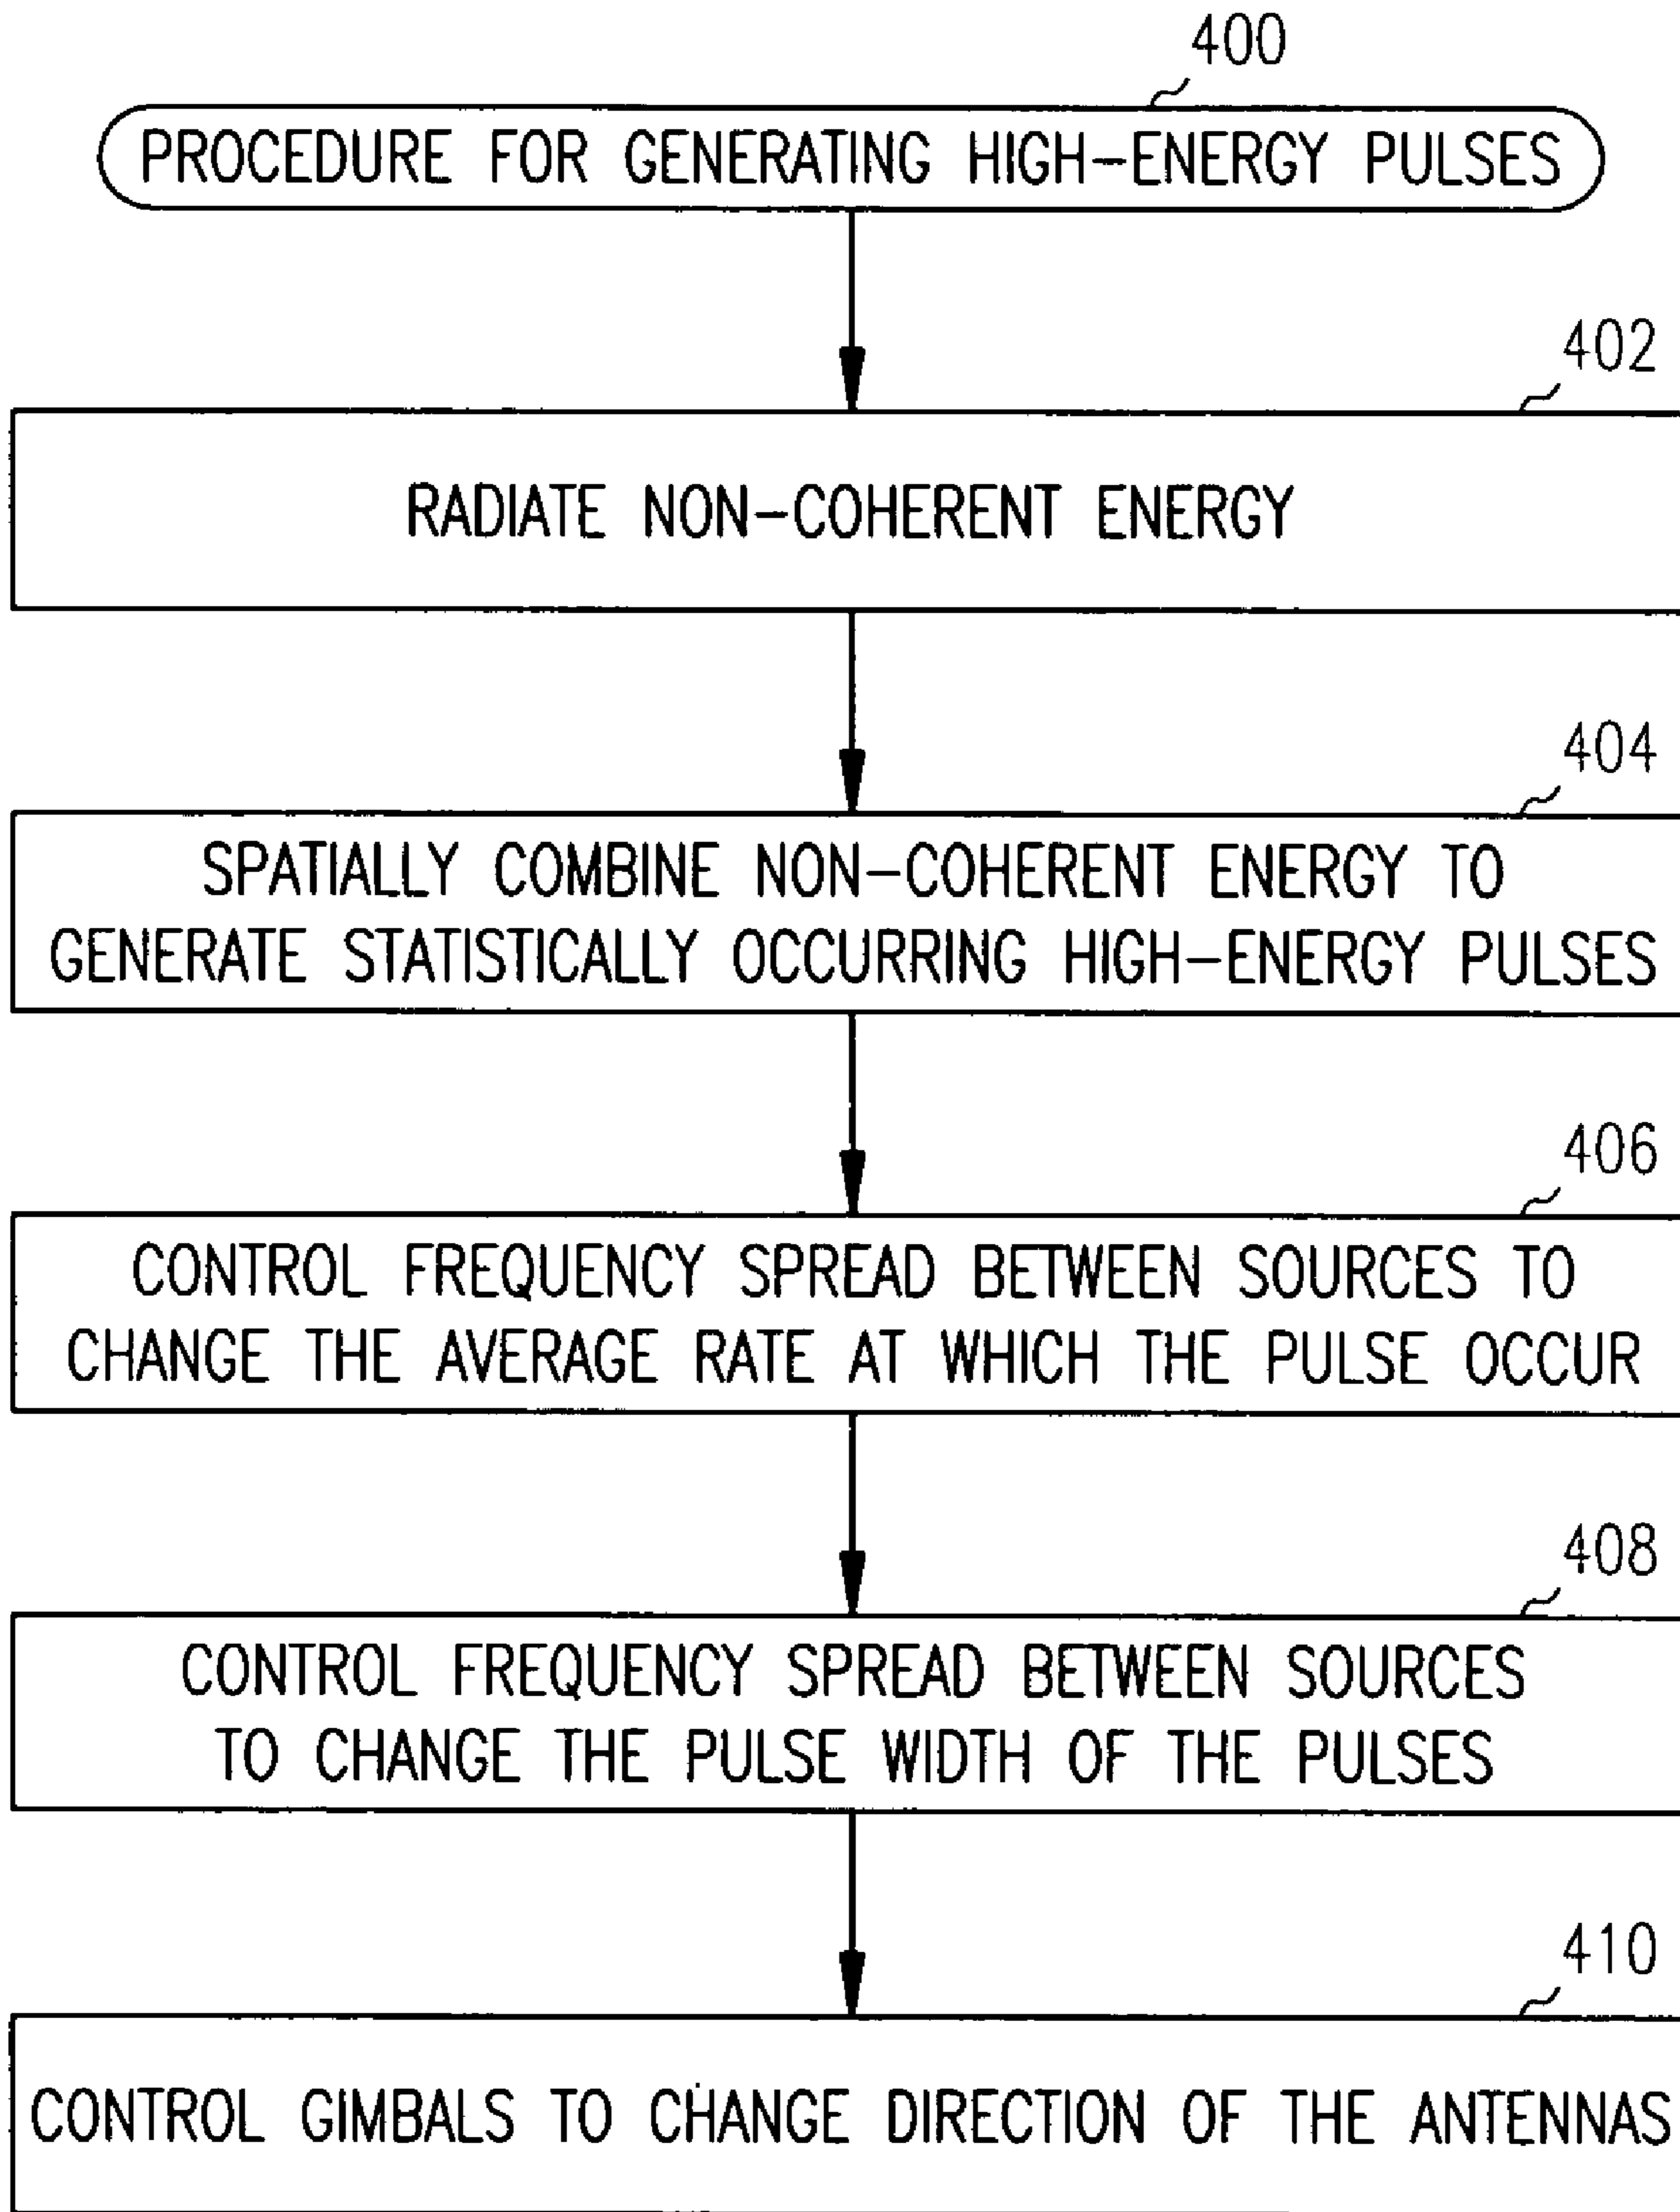 400
PROCEDURE FOR GENERATING HIGH-ENERGY PULSES
402
RADIATE NON-COHERENT ENERGY
404
SPATIALLY COMBINE NON-COHERENT ENERGY TO
GENERATE STATISTICALLY OCCURRING HIGH-ENERGY PULSES
406
CONTROL FREQUENCY SPREAD BETWEEN SOURCES TO
CHANGE THE AVERAGE RATE AT WHICH THE PULSE OCCUR
408
CONTROL FREQUENCY SPREAD BETWEEN SOURCES
TO CHANGE THE PULSE WIDTH OF THE PULSES
410
CONTROL GIMBALS TO CHANGE DIRECTION OF THE ANTENNAS